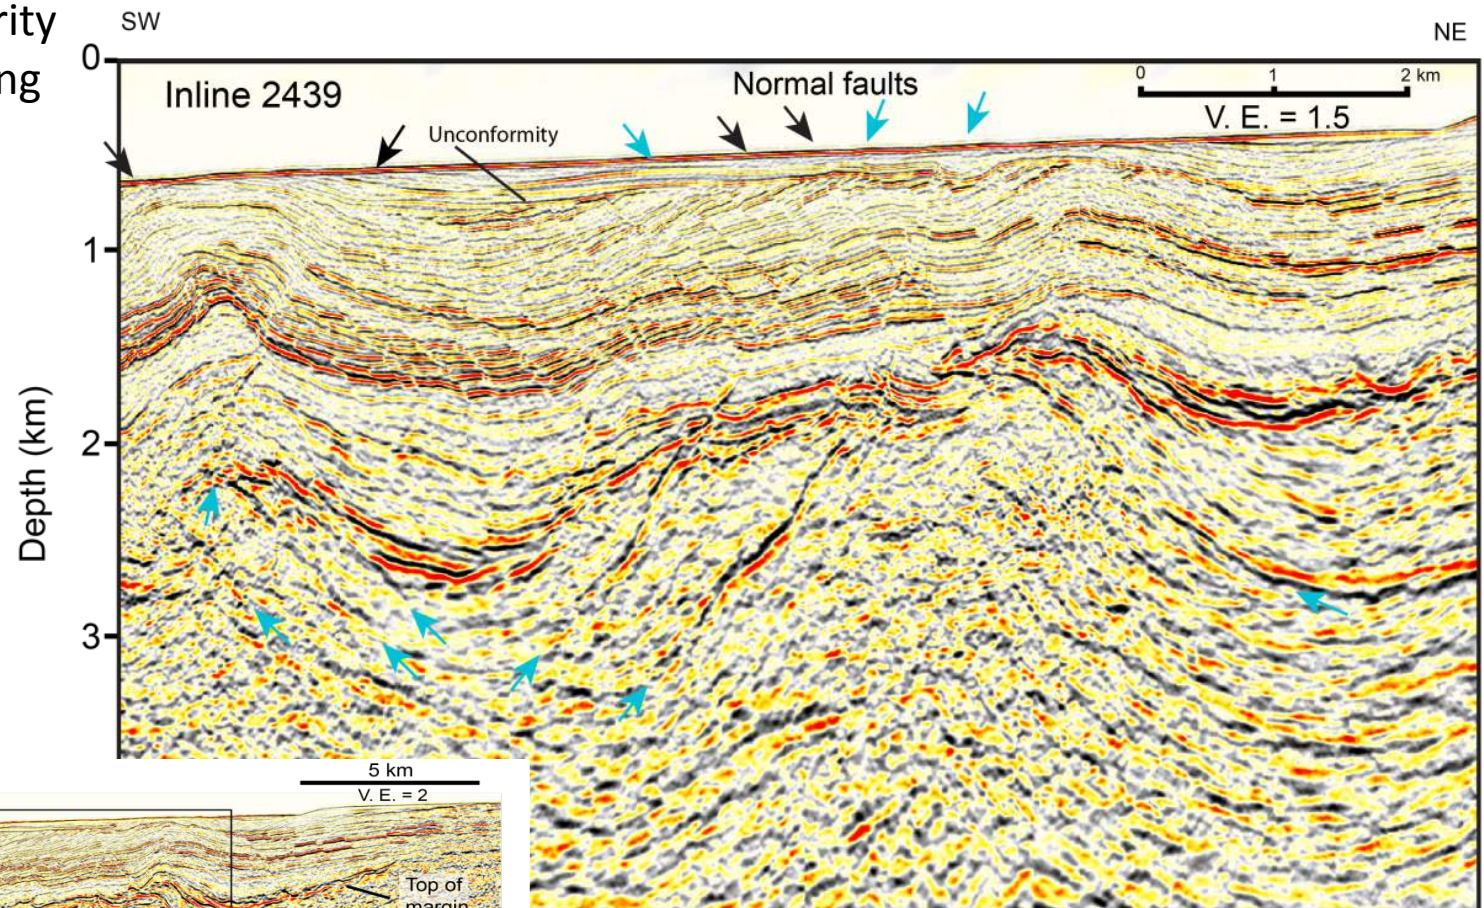 rity
ng
SW
NE
0
Inline 2439
Normal faults
0 1 2 km
V. E. = 1.5
Unconformity
1
Depth (km)
2
3
5 km
V. E. = 2
Top of
margin